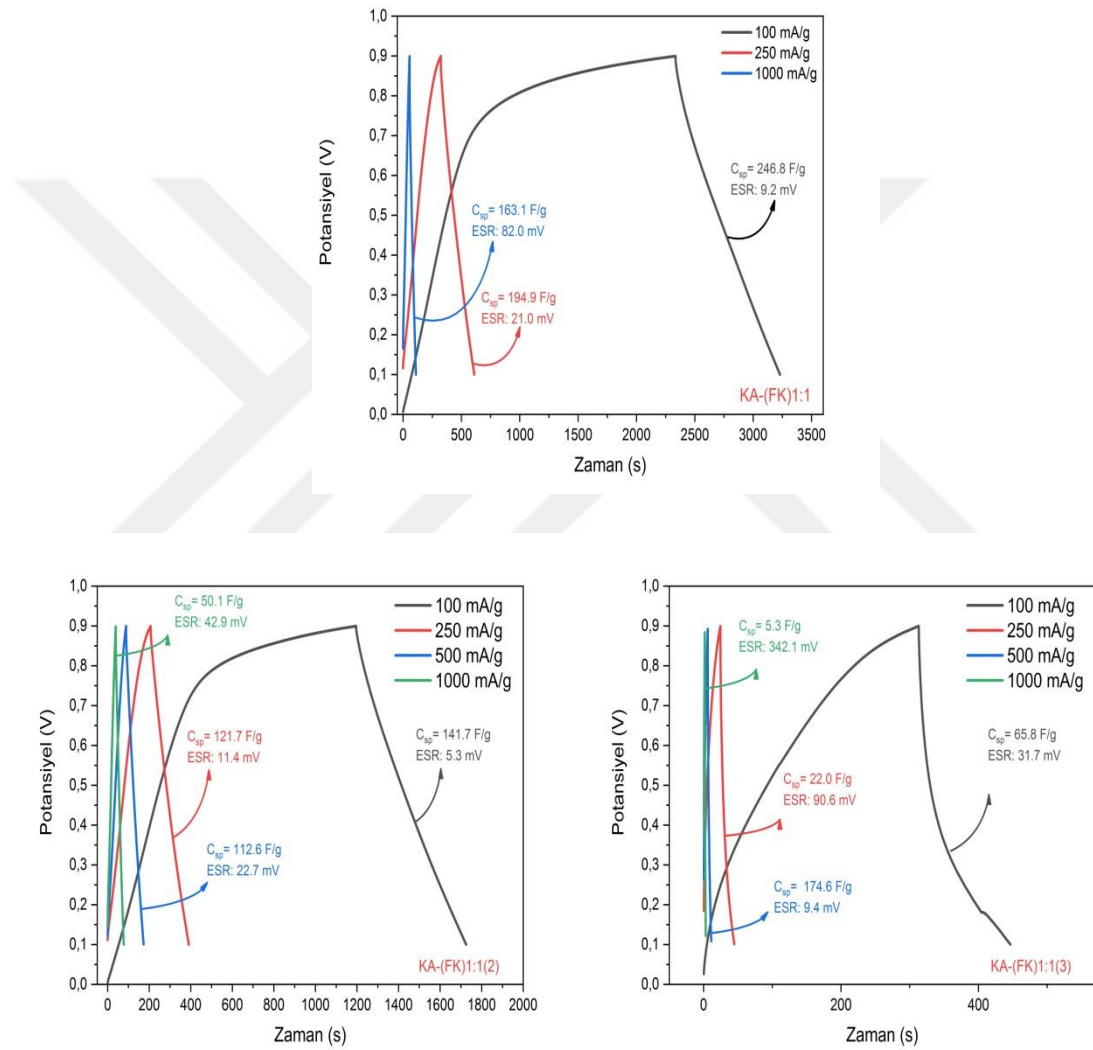 1,0
0,9
0,8
0,7
0,6
0,5
0,4
0,3
0,2
0,1
0,0
Potansiyel (V)
100 mA/g
250 mA/g
1000 mA/g
Csp= 246.8 F/g
ESR: 9.2 mV
Csp= 163.1 F/g
ESR: 82.0 mV
Csp= 194.9 F/g
ESR: 21.0 mV
KA-(FK)1:1
0 500 1000 1500 2000 2500 3000 3500
Zaman (s)
1,0
0,9
0,8
0,7
0,6
0,5
0,4
0,3
0,2
0,1
0,0
Potansiyel (V)
Csp= 50.1 F/g
ESR: 42.9 mV
100 mA/g
250 mA/g
500 mA/g
1000 mA/g
Csp= 121.7 F/g
ESR: 11.4 mV
Csp= 141.7 F/g
ESR: 5.3 mV
Csp= 112.6 F/g
ESR: 22.7 mV
KA-(FK)1:1(2)
0 200 400 600 800 1000 1200 1400 1600 1800 2000
Zaman (s)
1,0
0,9
0,8
0,7
0,6
0,5
0,4
0,3
0,2
0,1
0,0
Potansiyel (V)
Csp= 5.3 F/g
ESR: 342.1 mV
100 mA/g
250 mA/g
500 mA/g
1000 mA/g
Csp= 65.8 F/g
ESR: 31.7 mV
Csp= 22.0 F/g
ESR: 90.6 mV
Csp= 174.6 F/g
ESR: 9.4 mV
KA-(FK)1:1(3)
0 200 400
Zaman (s)